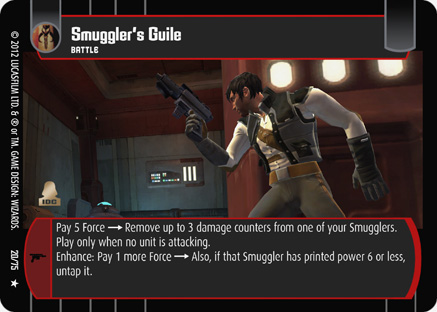 Smuggler's Guile
BATTLE
© 2012 LUCASFILM LTD. & ® or TM. GAME DESIGN: WIZARDS.
IDC
Pay 5 Force → Remove up to 3 damage counters from one of your Smugglers.
Play only when no unit is attacking.
Enhance: Pay 1 more Force → Also, if that Smuggler has printed power 6 or less,
untap it.
21/75